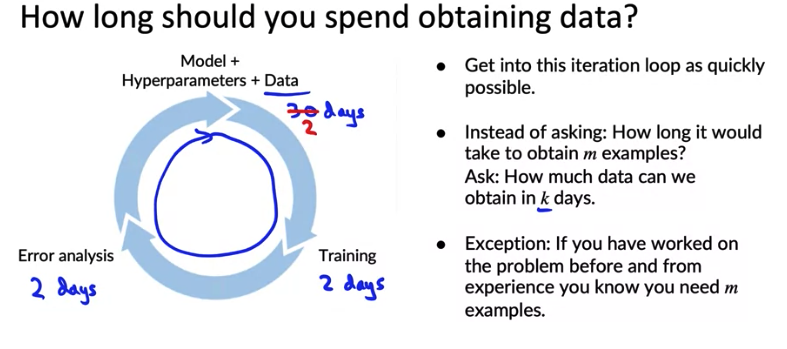 How long should you spend obtaining data?
Model +
Hyperparameters + Data
30 days
2
Error analysis
2 days
Training
2 days
• Get into this iteration loop as quickly
possible.
• Instead of asking: How long it would
take to obtain m examples?
Ask: How much data can we
obtain in k days.
• Exception: If you have worked on
the problem before and from
experience you know you need m
examples.